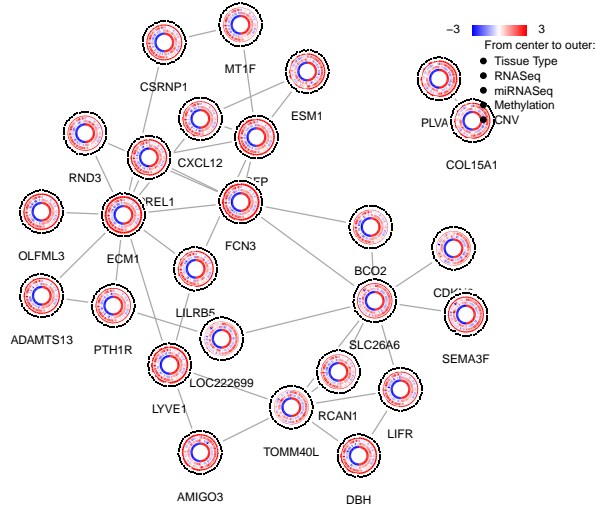 −3 3
From center to outer:
Tissue Type
RNASeq
miRNASeq
Methylation
CNV
MT1F
CSRNP1
ESM1
PLVA
COL15A1
CXCL12
RND3
FCN3
OLFML3
ECM1
BCO2
LILRB5
ADAMTS13
PTH1R
SLC26A6
SEMA3F
LOC222699
LYVE1
RCAN1
LIFR
TOMM40L
AMIGO3
DBH